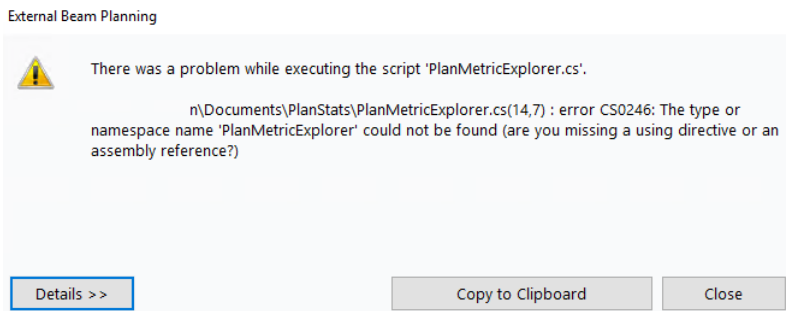 External Beam Planning
There was a problem while executing the script 'PlanMetricExplorer.cs'.
n\Documents\PlanStats\PlanMetricExplorer.cs(14,7) : error CS0246: The type or
namespace name 'PlanMetricExplorer' could not be found (are you missing a using directive or an
assembly reference?)
Details >>
Copy to Clipboard
Close